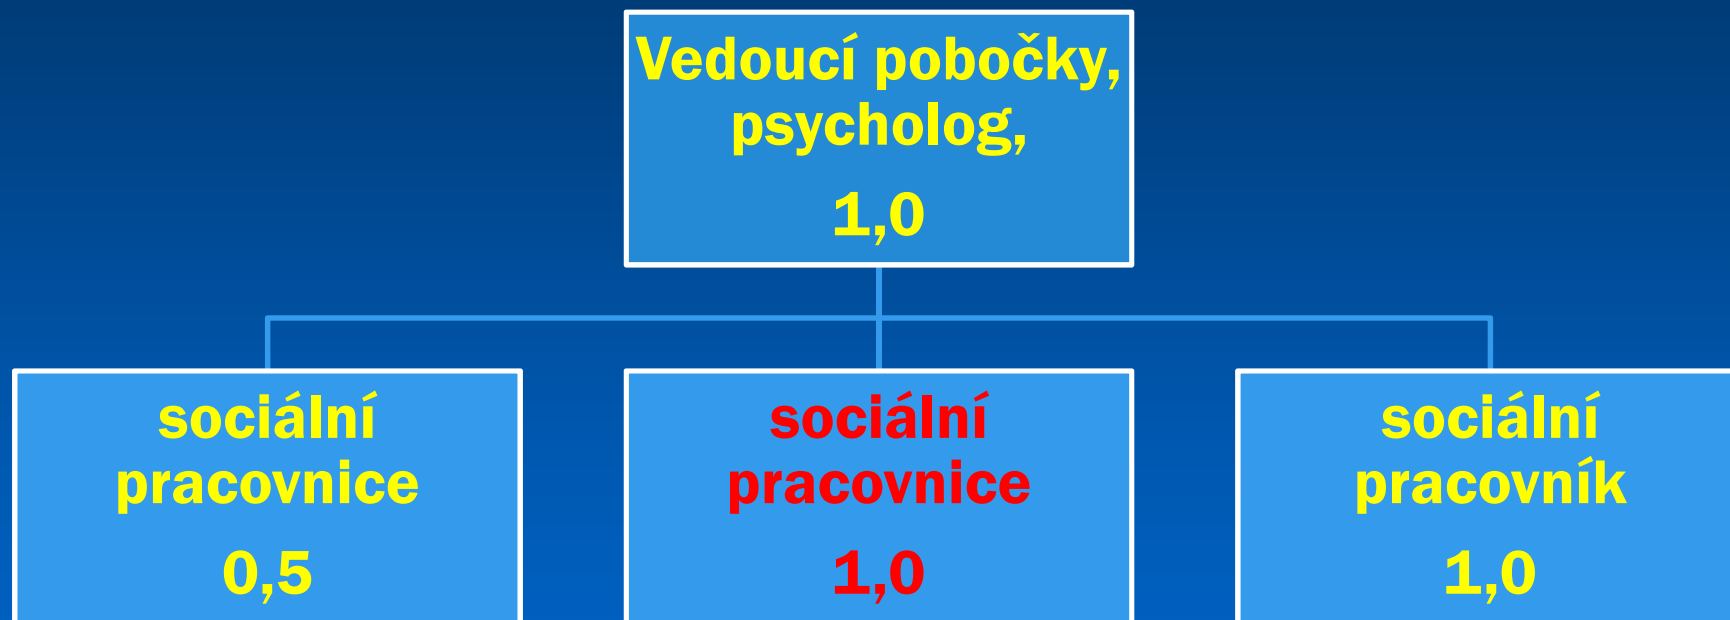 Vedoucí pobočky,
psycholog,
1,0
sociální
pracovnice
0,5
sociální
pracovnice
1,0
sociální
pracovník
1,0